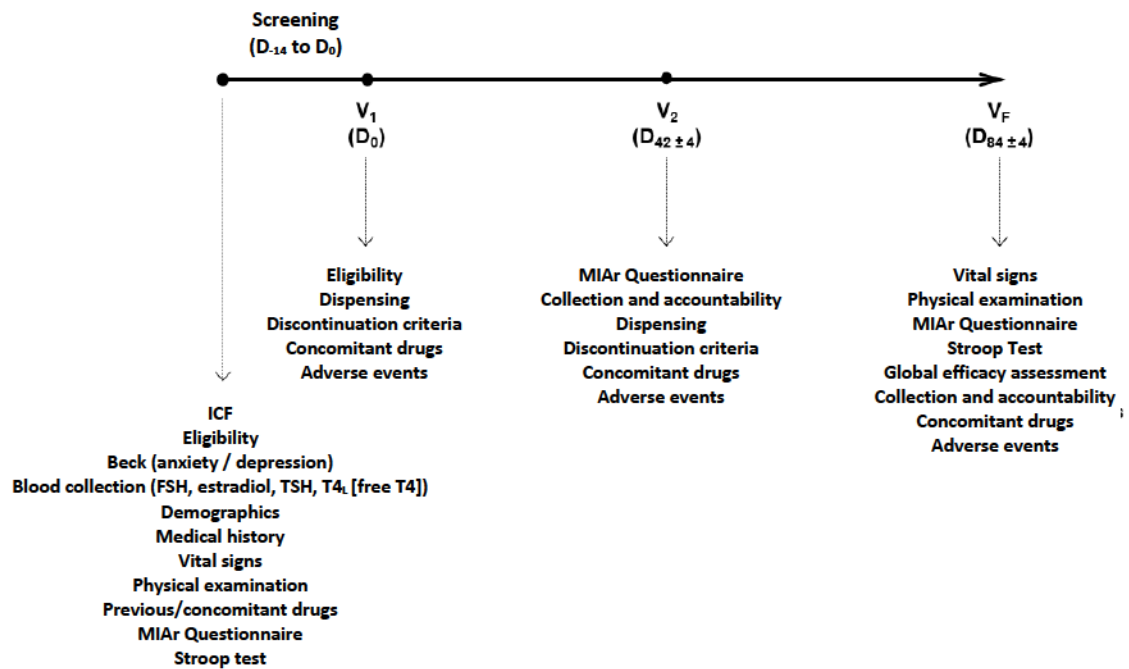 Screening
(D-14 to D0)
V1
(D0)
V2
(D42 ± 4)
VF
(D84 ± 4)
Eligibility
Dispensing
Discontinuation criteria
Concomitant drugs
Adverse events
MIAr Questionnaire
Collection and accountability
Dispensing
Discontinuation criteria
Concomitant drugs
Adverse events
Vital signs
Physical examination
MIAr Questionnaire
Stroop Test
Global efficacy assessment
Collection and accountability
Concomitant drugs
Adverse events
ICF
Eligibility
Beck (anxiety / depression)
Blood collection (FSH, estradiol, TSH, T4L [free T4])
Demographics
Medical history
Vital signs
Physical examination
Previous/concomitant drugs
MIAr Questionnaire
Stroop test